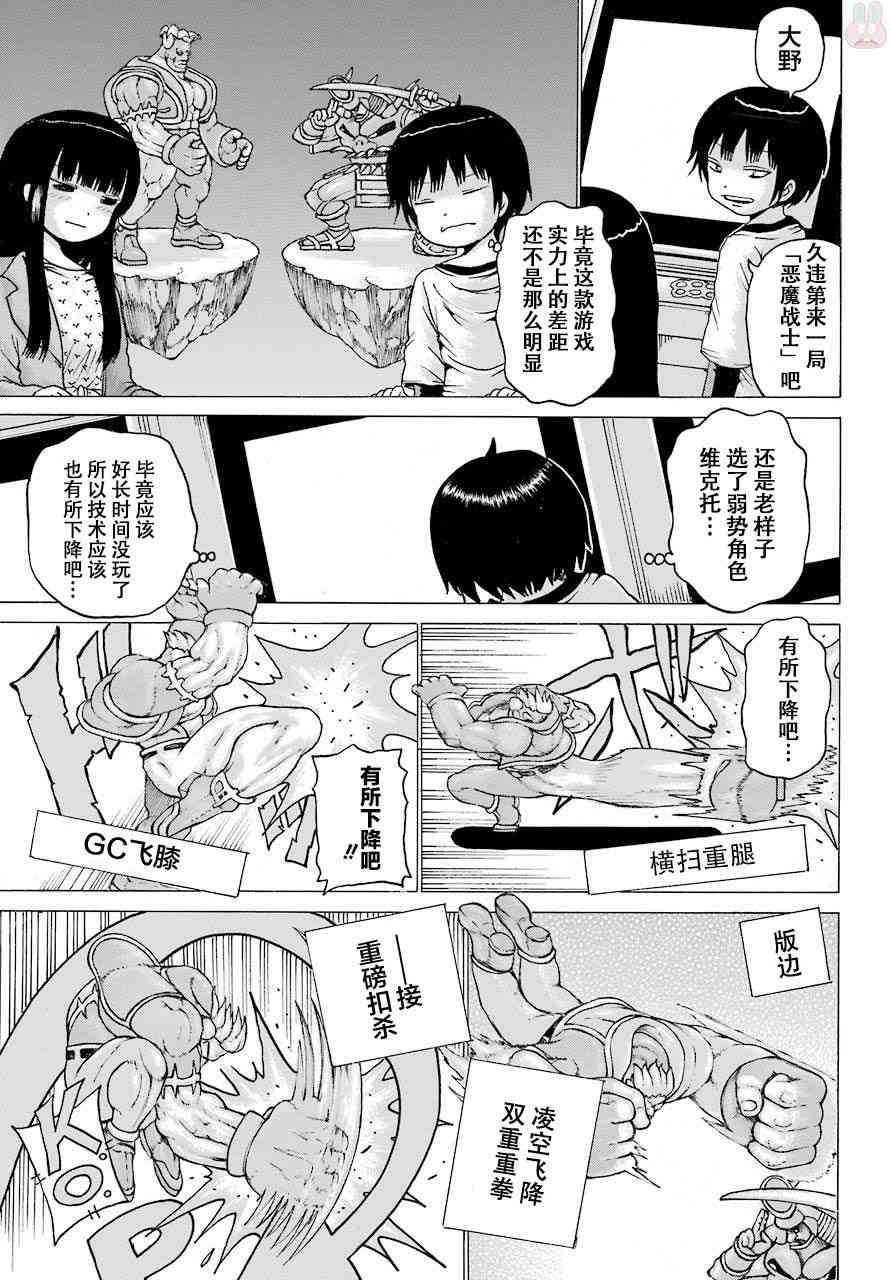 大野
久违第来一局
「恶魔战士」吧
毕竟这款游戏
实力上的差距
还不是那么明显
还是老样子
选了弱势角色
维克托…
毕竟应该
好长时间没玩了
所以技术应该
也有所下降吧…
有所下降吧…
横扫重腿
有所下降吧!!
GC飞膝
版边
凌空飞降
双重重拳
——接
重磅扣杀
K.O.